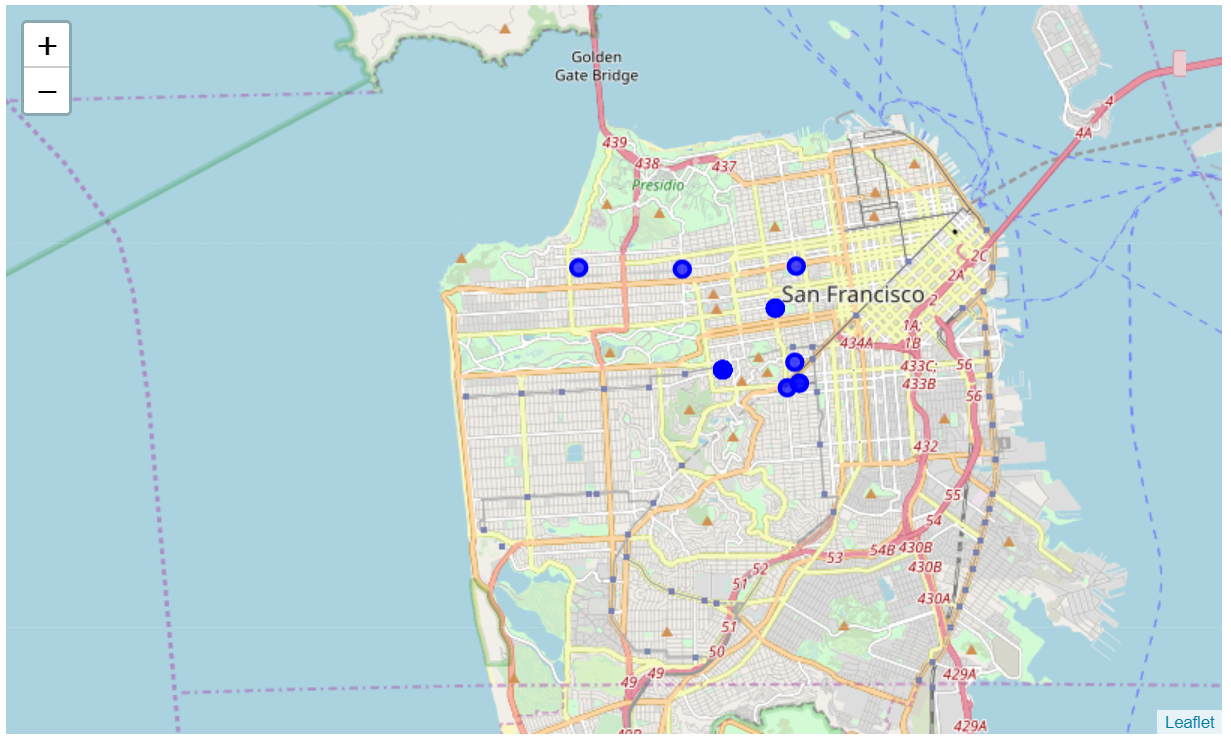 +
−
Golden
Gate Bridge
4
4A
439
438
437
Presidio
2C
2A
San Francisco
2
1A;
1B
434A
433C;
433B
56
56
432
55
54
54B
430B
53
430B
52
51
430A
51
50
49
49
429A
429A
Leaflet